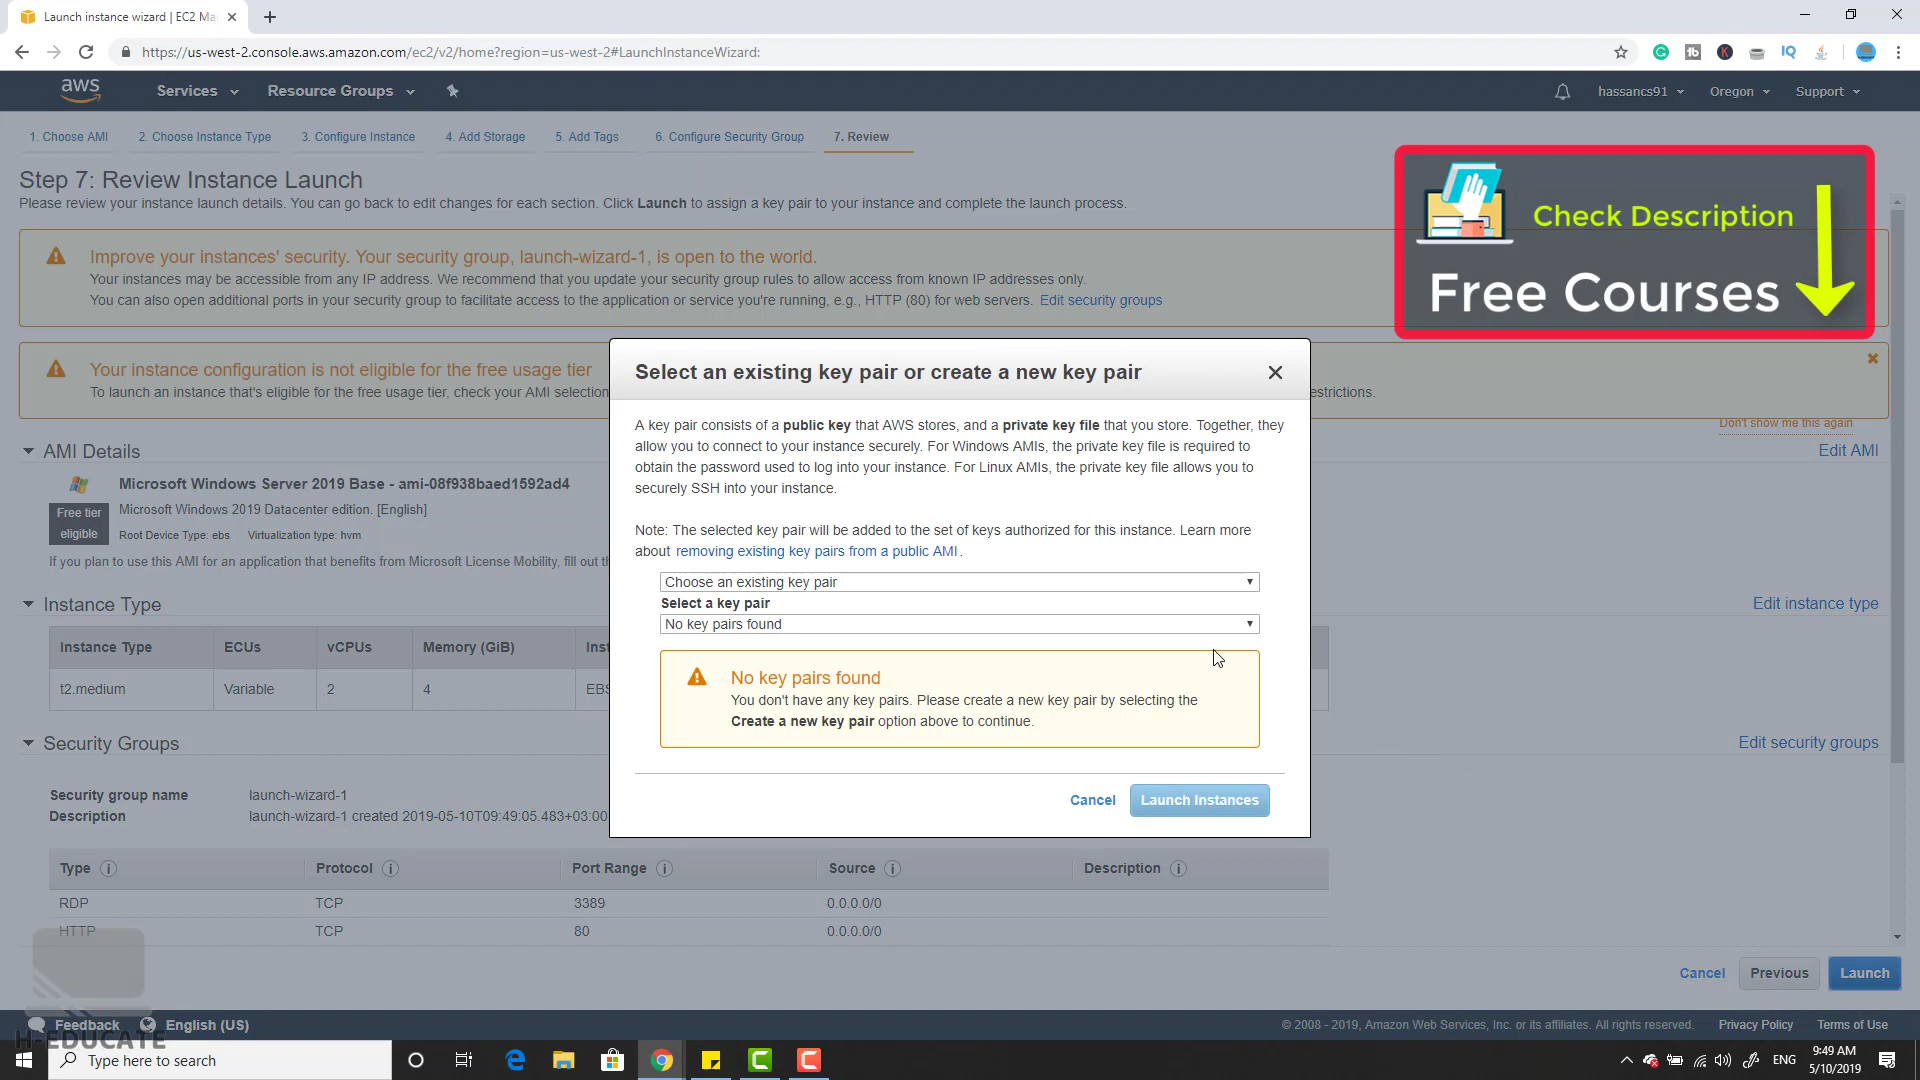 Launch instance wizard | EC2 Ma
https://us-west-2.console.aws.amazon.com/ec2/v2/home?region=us-west-2#LaunchInstanceWizard:
aws
Services
Resource Groups
hassancs91
Oregon
Support
1. Choose AMI
2. Choose Instance Type
3. Configure Instance
4. Add Storage
5. Add Tags
6. Configure Security Group
7. Review
Step 7: Review Instance Launch
Please review your instance launch details. You can go back to edit changes for each section. Click Launch to assign a key pair to your instance and complete the launch process.
Check Description
Free Courses
Improve your instances' security. Your security group, launch-wizard-1, is open to the world.
Your instances may be accessible from any IP address. We recommend that you update your security group rules to allow access from known IP addresses only.
You can also open additional ports in your security group to facilitate access to the application or service you're running, e.g., HTTP (80) for web servers. Edit security groups
Your instance configuration is not eligible for the free usage tier
To launch an instance that's eligible for the free usage tier, check your AMI selection
strictions.
Don't show me this again
AMI Details
Edit AMI
Microsoft Windows Server 2019 Base - ami-08f938baed1592ad4
Free tier
eligible
Microsoft Windows 2019 Datacenter edition. [English]
Root Device Type: ebs Virtualization type: hvm
If you plan to use this AMI for an application that benefits from Microsoft License Mobility, fill out th
Instance Type
Edit instance type
Instance Type ECUs vCPUs Memory (GiB) Inst
t2.medium Variable 2 4 EBS
Security Groups
Edit security groups
Security group name launch-wizard-1
Description launch-wizard-1 created 2019-05-10T09:49:05.483+03:00
Type Protocol Port Range Source Description
RDP TCP 3389 0.0.0.0/0
HTTP TCP 80 0.0.0.0/0
Select an existing key pair or create a new key pair
A key pair consists of a public key that AWS stores, and a private key file that you store. Together, they
allow you to connect to your instance securely. For Windows AMIs, the private key file is required to
obtain the password used to log into your instance. For Linux AMIs, the private key file allows you to
securely SSH into your instance.
Note: The selected key pair will be added to the set of keys authorized for this instance. Learn more
about removing existing key pairs from a public AMI .
Choose an existing key pair
Select a key pair
No key pairs found
No key pairs found
You don't have any key pairs. Please create a new key pair by selecting the
Create a new key pair option above to continue.
Cancel
Launch Instances
Cancel
Previous
Launch
Feedback
English (US)
© 2008 - 2019, Amazon Web Services, Inc. or its affiliates. All rights reserved.
Privacy Policy
Terms of Use
H-EDUCATE
Type here to search
ENG
9:49 AM
5/10/2019